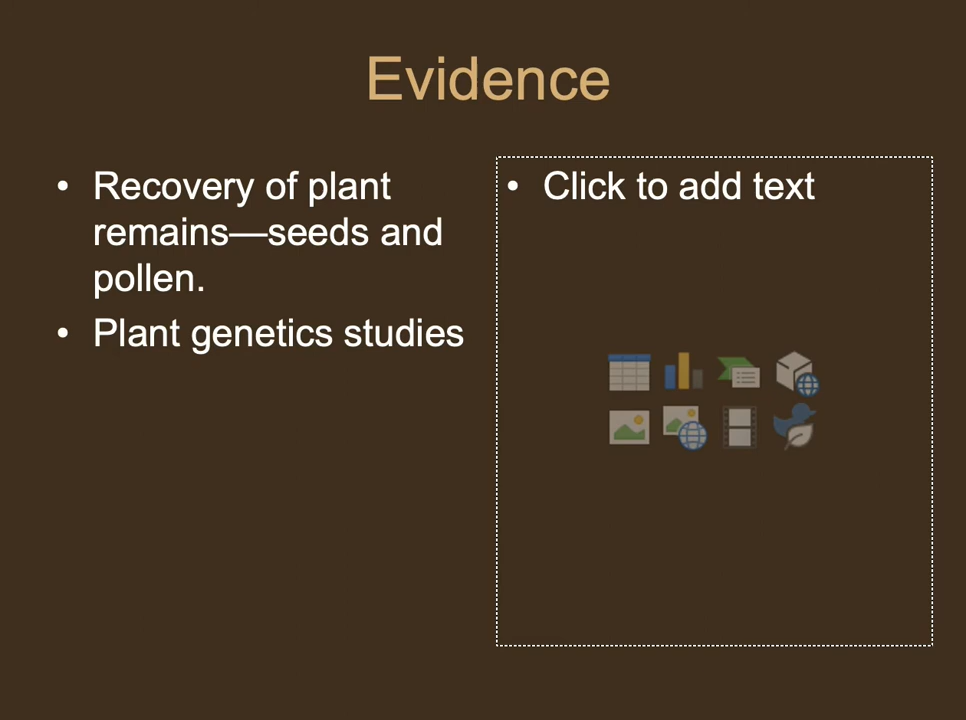 Evidence
• Recovery of plant
remains—seeds and
pollen.
• Plant genetics studies
• Click to add text